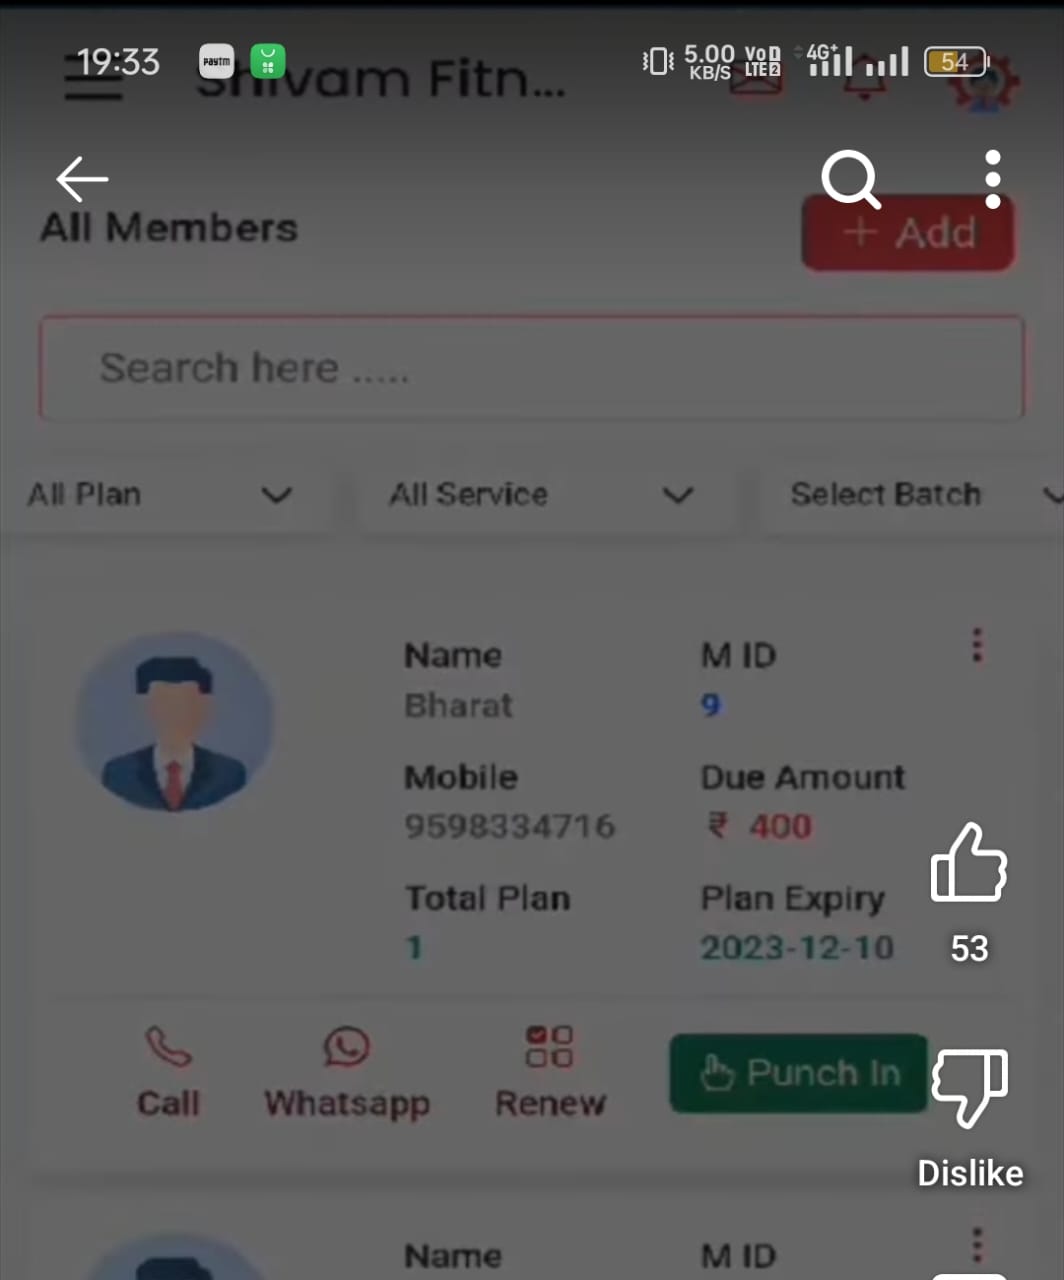 19:33 paytm 5.00 KB/S VoD LTE2 4G+ 54
Shivam Fitn...
All Members
+ Add
Search here .....
All Plan All Service Select Batch
Name M ID
Bharat 9
Mobile Due Amount
9598334716 ₹ 400
Total Plan Plan Expiry
1 2023-12-10
53
Call Whatsapp Renew Punch In
Dislike
Name M ID